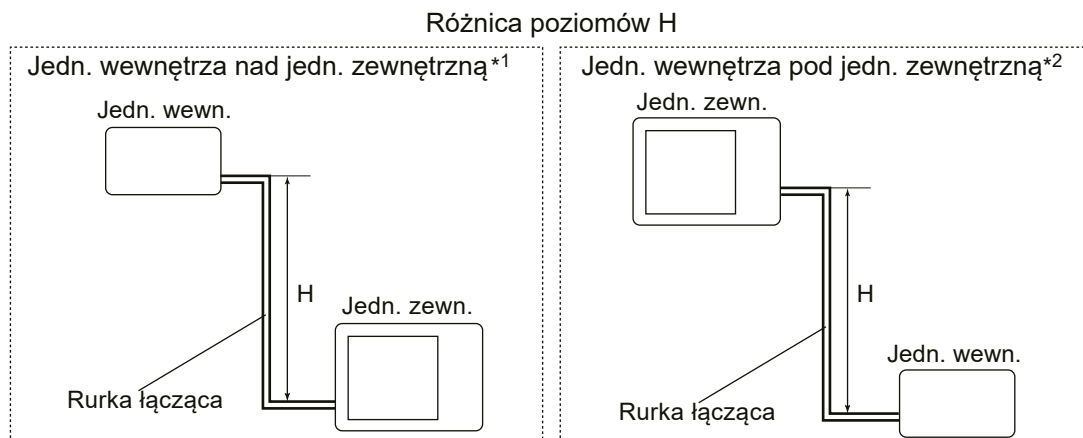 Różnica poziomów H
Jedn. wewnętrza nad jedn. zewnętrzną*1
Jedn. wewn.
H
Jedn. zewn.
Rurka łącząca
Jedn. wewnętrza pod jedn. zewnętrzną*2
Jedn. zewn.
H
Jedn. wewn.
Rurka łącząca